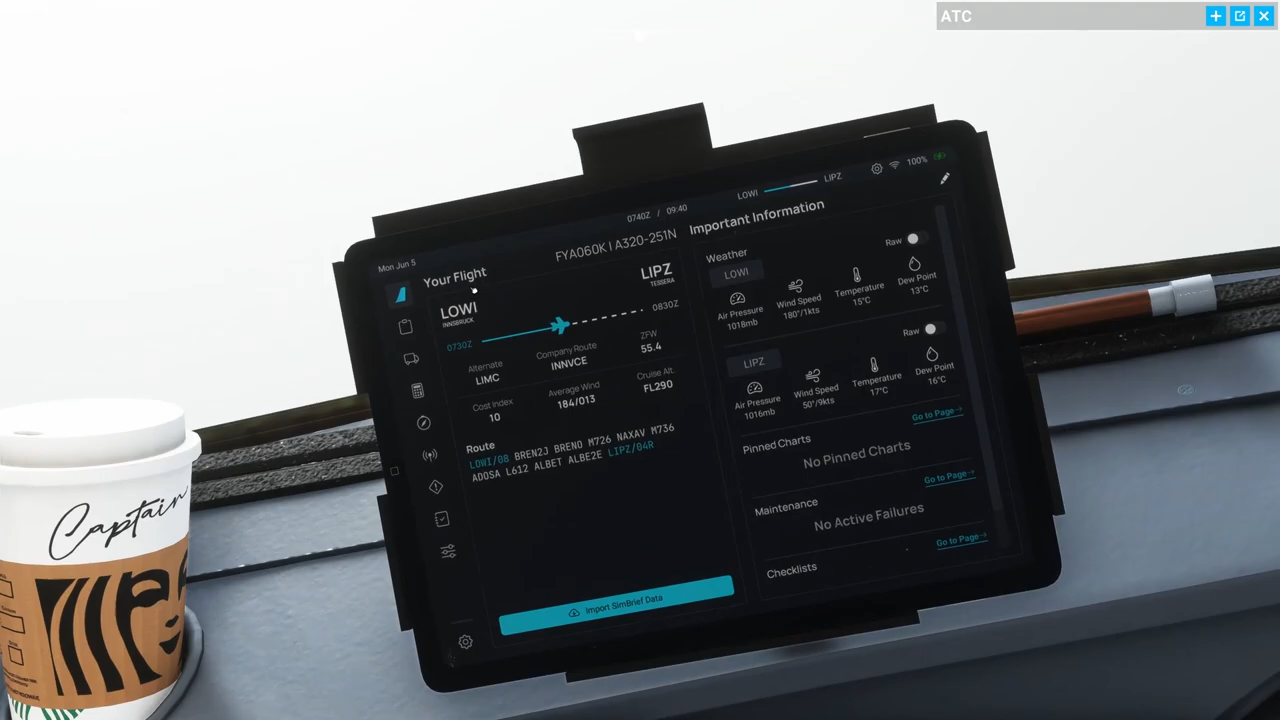 ATC
0740Z / 09:40
LOWI
LIPZ
100%
Mon Jun 5
Your Flight
FYA060K | A320-251N
LOWI
INNSBRUCK
LIPZ
TESSERA
0730Z
0830Z
Alternate
LIMC
Company Route
INNVCE
ZFW
55.4
Cost Index
10
Average Wind
184/013
Cruise Alt.
FL290
Route
LOWI/08 BREN2J BRENO M726 NAXAV M736
ADOSA L612 ALBET ALBE2E LIPZ/04R
Import SimBrief Data
Important Information
Weather
Raw
LOWI
Air Pressure
1018mb
Wind Speed
180°/1kts
Temperature
15°C
Dew Point
13°C
Raw
LIPZ
Air Pressure
1016mb
Wind Speed
50°/9kts
Temperature
17°C
Dew Point
16°C
Pinned Charts
Go to Page
No Pinned Charts
Maintenance
Go to Page
No Active Failures
Checklists
Go to Page
Captain